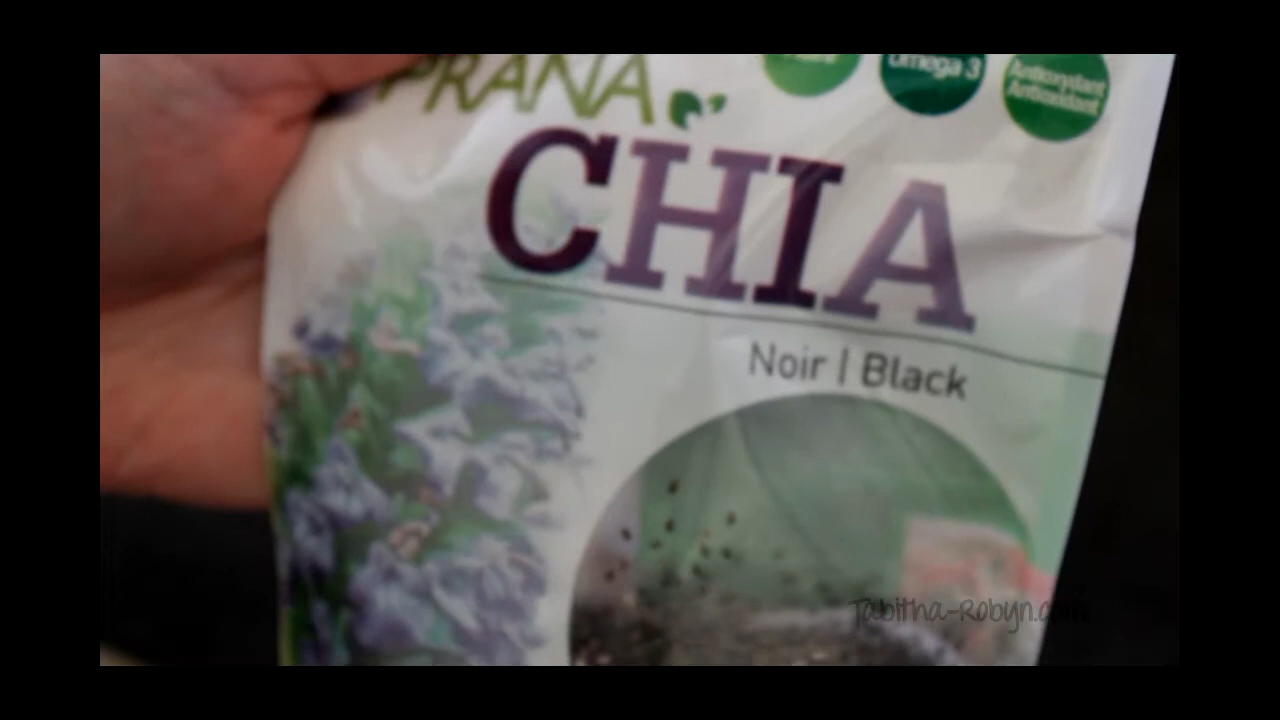 PRANA
Omega 3
Antioxydant
Antioxidant
CHIA
Noir | Black
Tabitha-Robyn.com